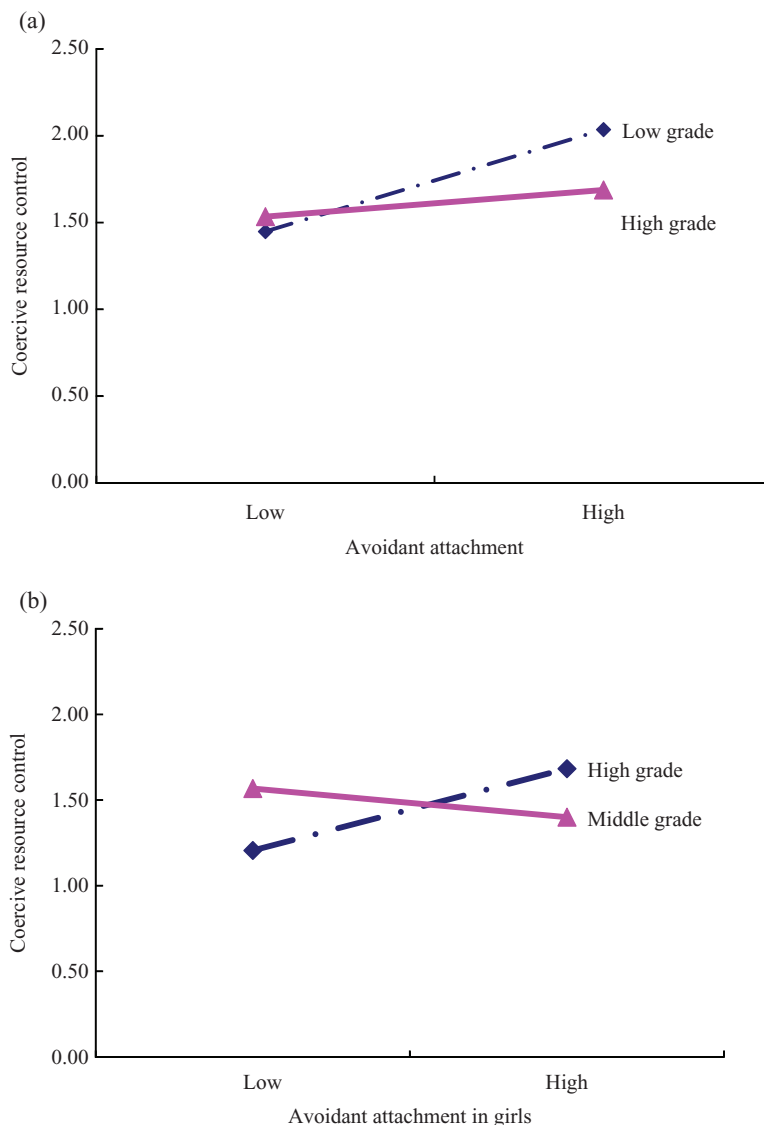 (a)
2.50
2.00
1.50
1.00
0.50
0.00
Coercive resource control
Low grade
High grade
Low High
Avoidant attachment
(b)
2.50
2.00
1.50
1.00
0.50
0.00
Coercive resource control
High grade
Middle grade
Low High
Avoidant attachment in girls